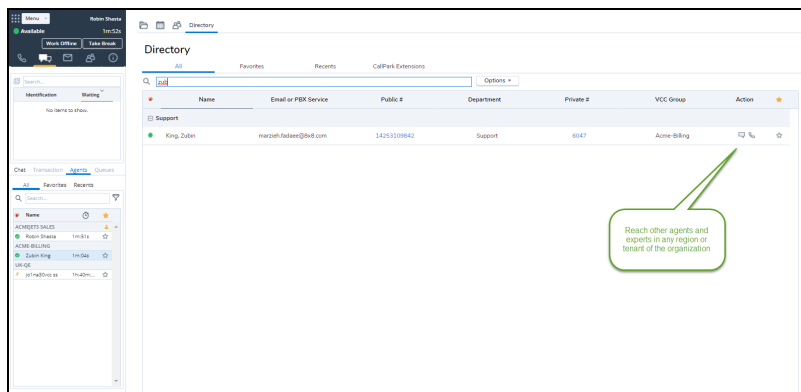 Menu
Robin Shasta
Available
1m:52s
Work Offline
Take Break
Search...
Identification
Waiting
No items to show.
Chat Transaction Agents Queues
All Favorites Recents
Search...
Name
ACMEJETS SALES
Robin Shasta 1m:51s
ACME-BILLING
Zubin King 1m:04s
UK-QE
1h:40m:...
Directory
Directory
All Favorites Recents CallPark Extensions
zub
Options
Name Email or PBX Service Public # Department Private # VCC Group Action
Support
King, Zubin marzieh.fadaee@8x8.com 14253109842 Support 6047 Acme-Billing
Reach other agents and
experts in any region or
tenant of the organization